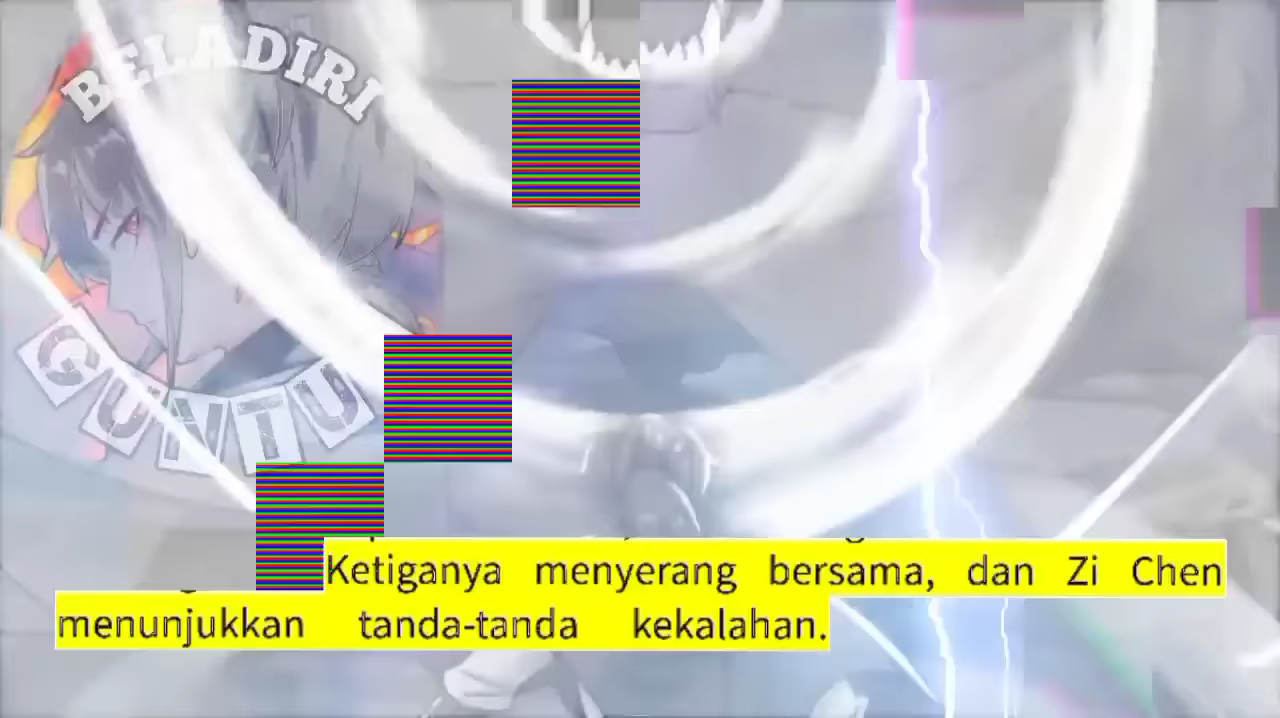 BELADIRI
GUNTU
Ketiganya menyerang bersama, dan Zi Chen
menunjukkan tanda-tanda kekalahan.